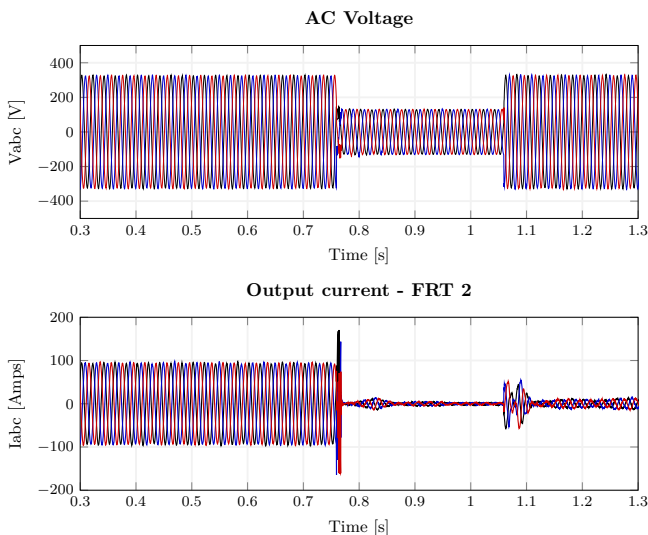 AC Voltage
400
200
0
−200
−400
Vabc [V]
0.3 0.4 0.5 0.6 0.7 0.8 0.9 1 1.1 1.2 1.3
Time [s]
Output current - FRT 2
200
100
0
−100
−200
Iabc [Amps]
0.3 0.4 0.5 0.6 0.7 0.8 0.9 1 1.1 1.2 1.3
Time [s]